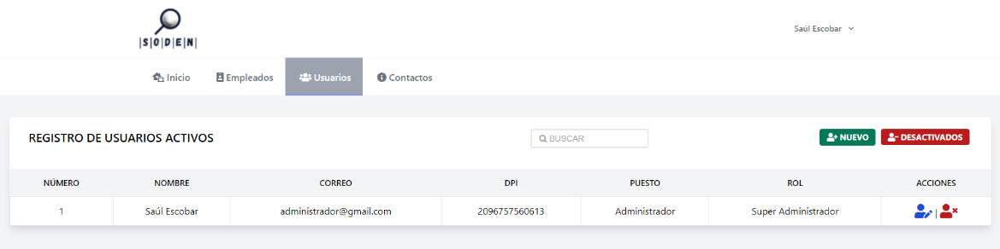 |S|O|D|E|N|
Saúl Escobar
Inicio Empleados Usuarios Contactos
REGISTRO DE USUARIOS ACTIVOS BUSCAR NUEVO DESACTIVADOS
NÚMERO NOMBRE CORREO DPI PUESTO ROL ACCIONES
1 Saúl Escobar administrador@gmail.com 2096757560613 Administrador Super Administrador |